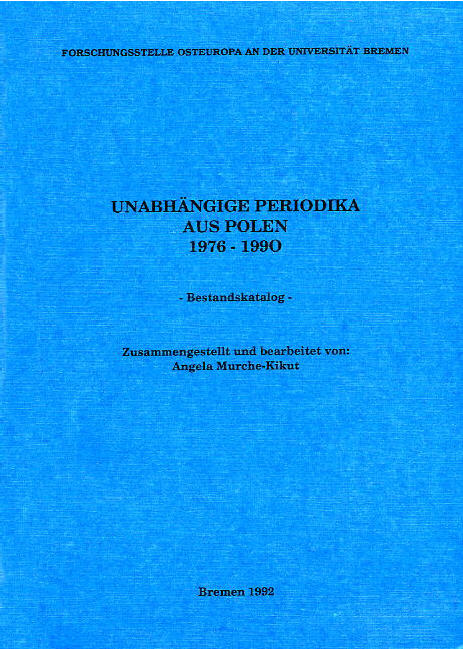 FORSCHUNGSSTELLE OSTEUROPA AN DER UNIVERSITÄT BREMEN
UNABHÄNGIGE PERIODIKA
AUS POLEN
1976 - 199O
- Bestandskatalog -
Zusammengestellt und bearbeitet von:
Angela Murche-Kikut
Bremen 1992